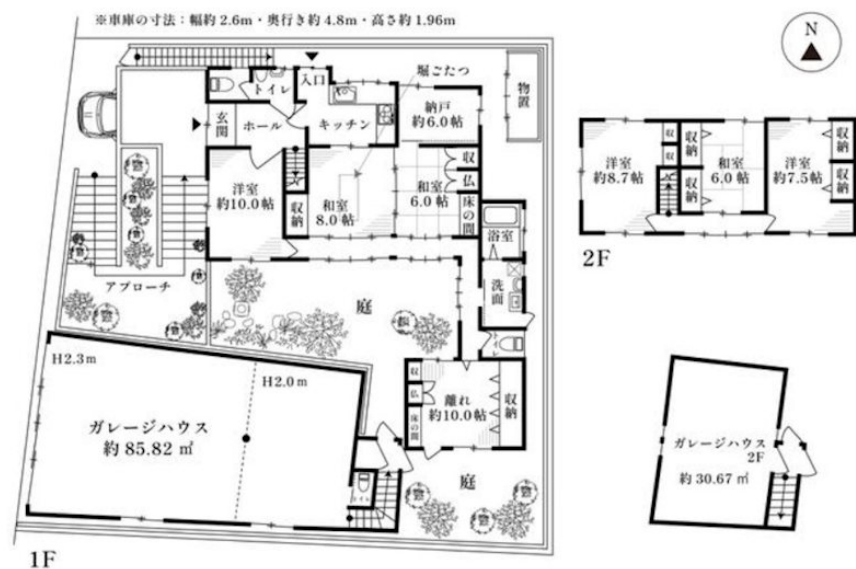 ※車庫の寸法：幅約2.6m・奥行き約4.8m・高さ約1.96m
N
堀ごたつ
トイレ
入口
物置
玄関
ホール
キッチン
納戸
約6.0帖
洋室
約10.0帖
収納
和室
8.0帖
和室
6.0帖
収
仏
床の間
浴室
洗面
トイレ
アプローチ
庭
離れ
約10.0帖
収
仏
床の間
収納
庭
H2.3m
H2.0m
ガレージハウス
約85.82㎡
トイレ
1F
洋室
約8.7帖
収
収
収納
収納
和室
6.0帖
洋室
約7.5帖
収納
収納
2F
ガレージハウス
2F
約30.67㎡